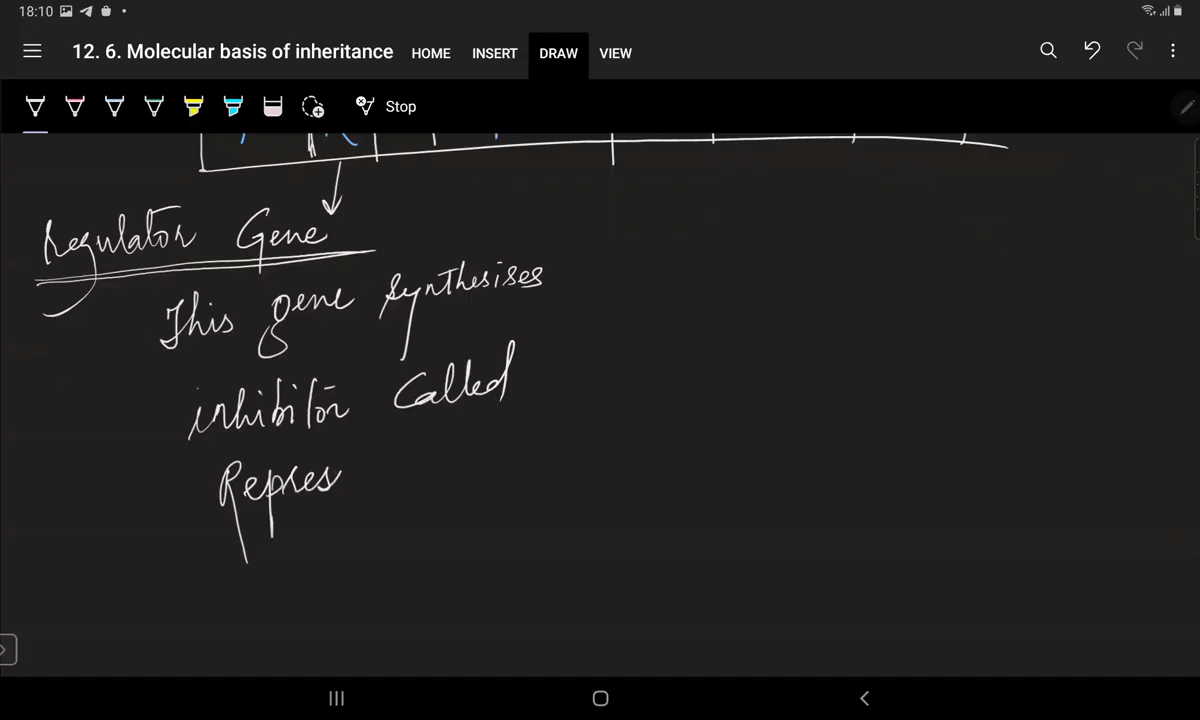 18:10
12. 6. Molecular basis of inheritance HOME INSERT DRAW VIEW
Stop
Regulator Gene
This gene synthesises
inhibitor called
Repres